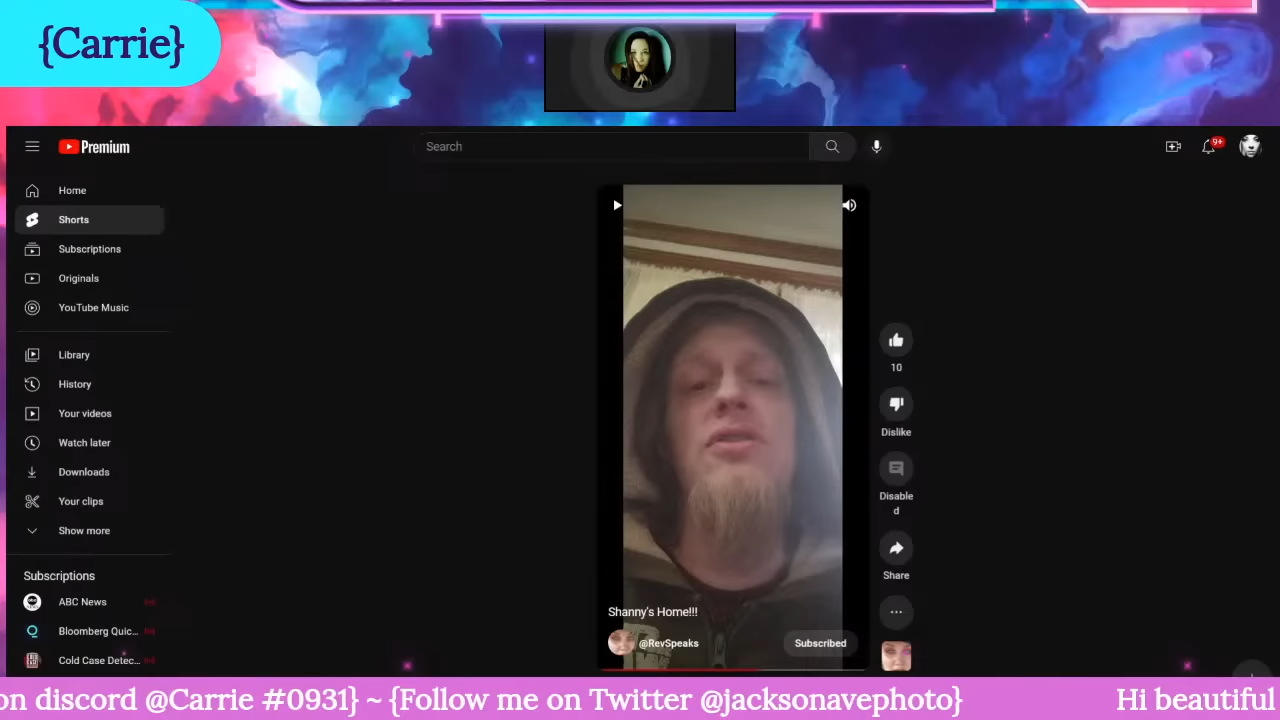 {Carrie}
Premium
Search
9+
Home
Shorts
Subscriptions
Originals
YouTube Music
Library
History
Your videos
Watch later
Downloads
Your clips
Show more
Subscriptions
ABC News
Bloomberg Quic...
Cold Case Detec...
10
Dislike
Disable
d
Share
Shanny's Home!!!
@RevSpeaks
Subscribed
on discord @Carrie #0931} ~ {Follow me on Twitter @jacksonavephoto} Hi beautiful